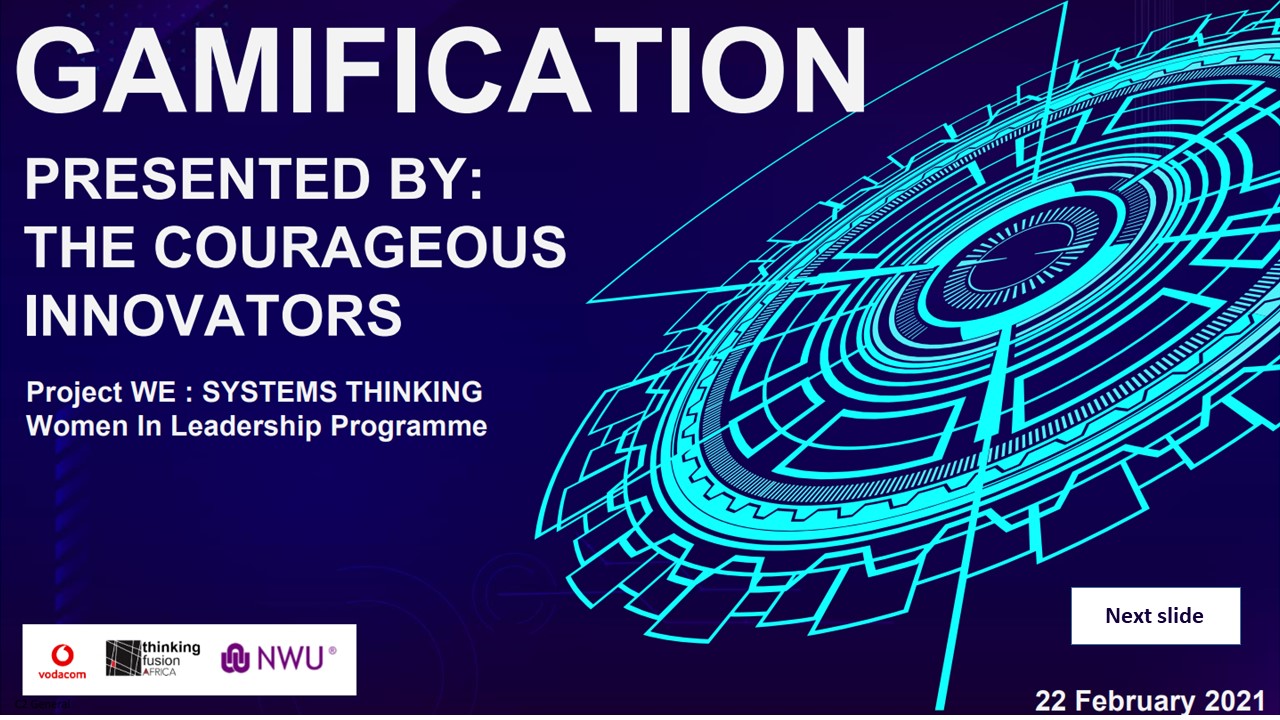 GAMIFICATION
PRESENTED BY:
THE COURAGEOUS
INNOVATORS
Project WE : SYSTEMS THINKING
Women In Leadership Programme
Next slide
vodacom
thinking
fusion
AFRICA
NWU®
22 February 2021